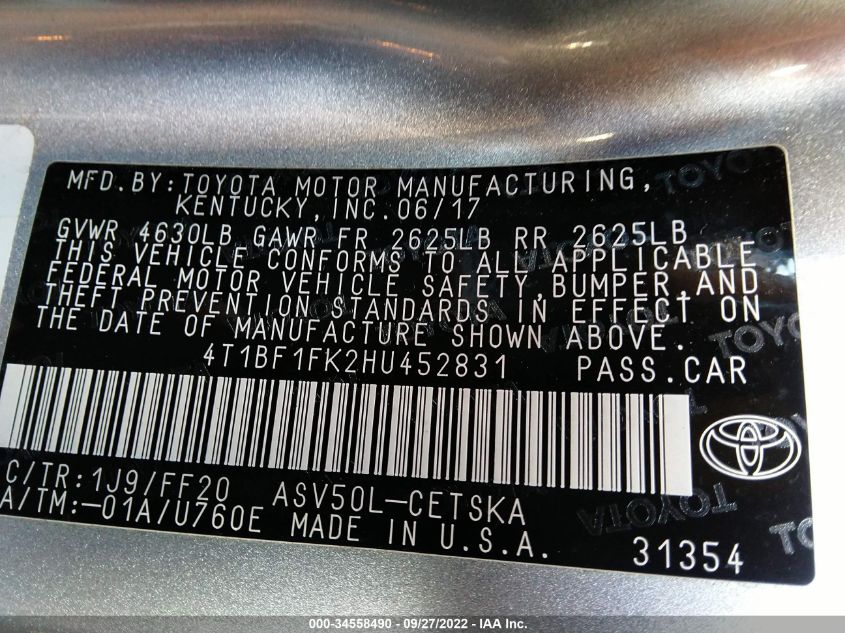 MFD.BY:TOYOTA MOTOR MANUFACTURING,
KENTUCKY,INC.06/17
GVWR 4630LB GAWR FR 2625LB RR 2625LB
THIS VEHICLE CONFORMS TO ALL APPLICABLE
FEDERAL MOTOR VEHICLE SAFETY,BUMPER,AND
THEFT PREVENTION STANDARDS IN EFFECT ON
THE DATE OF MANUFACTURE SHOWN ABOVE.
4T1BF1FK2HU452831 PASS.CAR
C/TR:1J9/FF20 ASV50L-CETSKA
A/TM:-01A/U760E MADE IN U.S.A.
31354
TOYOTA
TOYOTA
TOYOTA
000-34558490 - 09/27/2022 - IAA Inc.